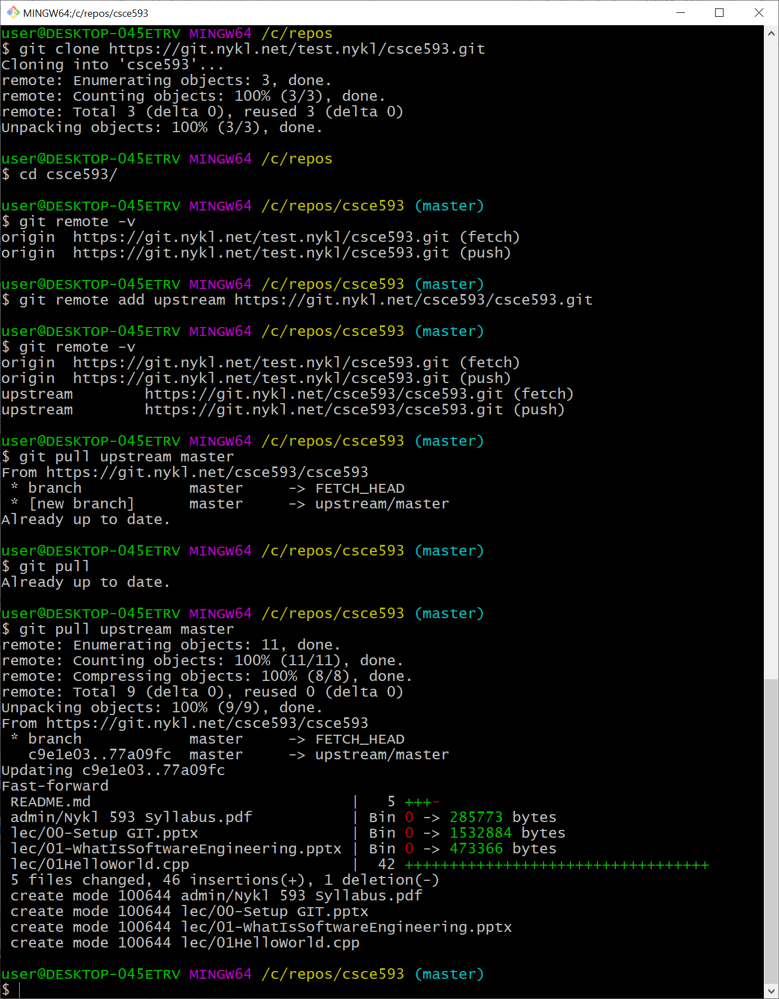 MINGW64:/c/repos/csce593
user@DESKTOP-045ETRV MINGW64 /c/repos
$ git clone https://git.nykl.net/test.nykl/csce593.git
Cloning into 'csce593'...
remote: Enumerating objects: 3, done.
remote: Counting objects: 100% (3/3), done.
remote: Total 3 (delta 0), reused 3 (delta 0)
Unpacking objects: 100% (3/3), done.

user@DESKTOP-045ETRV MINGW64 /c/repos
$ cd csce593/

user@DESKTOP-045ETRV MINGW64 /c/repos/csce593 (master)
$ git remote -v
origin  https://git.nykl.net/test.nykl/csce593.git (fetch)
origin  https://git.nykl.net/test.nykl/csce593.git (push)

user@DESKTOP-045ETRV MINGW64 /c/repos/csce593 (master)
$ git remote add upstream https://git.nykl.net/csce593/csce593.git

user@DESKTOP-045ETRV MINGW64 /c/repos/csce593 (master)
$ git remote -v
origin  https://git.nykl.net/test.nykl/csce593.git (fetch)
origin  https://git.nykl.net/test.nykl/csce593.git (push)
upstream        https://git.nykl.net/csce593/csce593.git (fetch)
upstream        https://git.nykl.net/csce593/csce593.git (push)

user@DESKTOP-045ETRV MINGW64 /c/repos/csce593 (master)
$ git pull upstream master
From https://git.nykl.net/csce593/csce593
 * branch            master     -> FETCH_HEAD
 * [new branch]      master     -> upstream/master
Already up to date.

user@DESKTOP-045ETRV MINGW64 /c/repos/csce593 (master)
$ git pull
Already up to date.

user@DESKTOP-045ETRV MINGW64 /c/repos/csce593 (master)
$ git pull upstream master
remote: Enumerating objects: 11, done.
remote: Counting objects: 100% (11/11), done.
remote: Compressing objects: 100% (8/8), done.
remote: Total 9 (delta 0), reused 0 (delta 0)
Unpacking objects: 100% (9/9), done.
From https://git.nykl.net/csce593/csce593
 * branch            master     -> FETCH_HEAD
   c9e1e03..77a09fc  master     -> upstream/master
Updating c9e1e03..77a09fc
Fast-forward
 README.md                             |   5 +++-
 admin/Nykl 593 Syllabus.pdf           | Bin 0 -> 285773 bytes
 lec/00-Setup GIT.pptx                 | Bin 0 -> 1532884 bytes
 lec/01-WhatIsSoftwareEngineering.pptx | Bin 0 -> 473366 bytes
 lec/01HelloWorld.cpp                  |  42 ++++++++++++++++++++++++++++++++++
 5 files changed, 46 insertions(+), 1 deletion(-)
 create mode 100644 admin/Nykl 593 Syllabus.pdf
 create mode 100644 lec/00-Setup GIT.pptx
 create mode 100644 lec/01-WhatIsSoftwareEngineering.pptx
 create mode 100644 lec/01HelloWorld.cpp

user@DESKTOP-045ETRV MINGW64 /c/repos/csce593 (master)
$